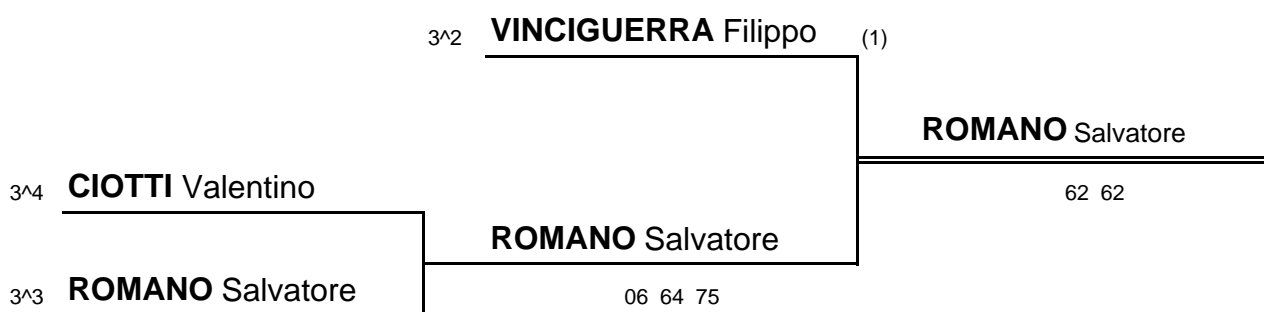 3^2 VINCIGUERRA Filippo (1)
ROMANO Salvatore
3^4 CIOTTI Valentino
62 62
ROMANO Salvatore
3^3 ROMANO Salvatore
06 64 75